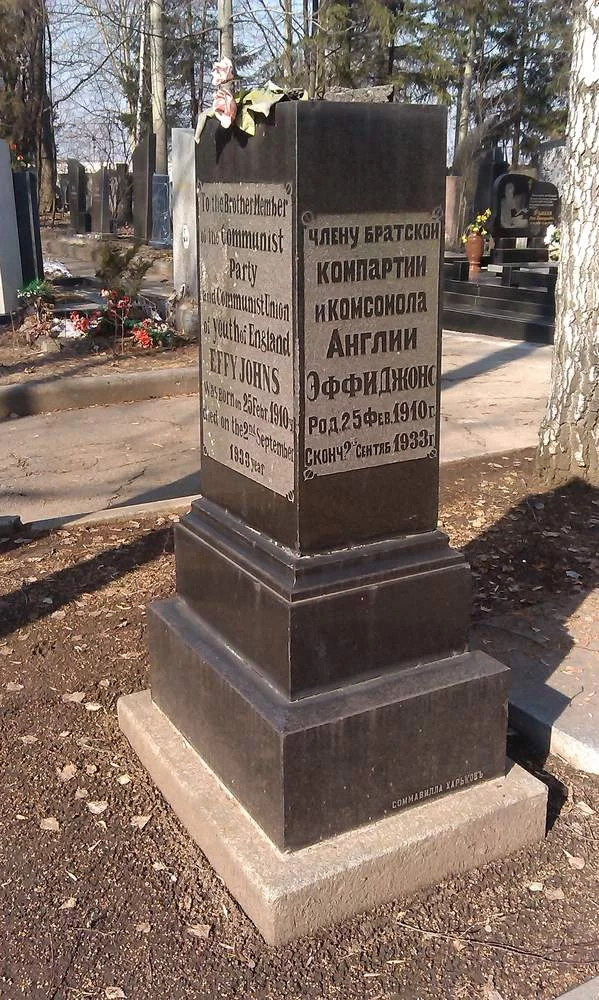 To the Brother Member
of the Communist
Party
and Communist Union
of youth of England
EFFY JOHNS
Was born on 25 Febr 1910 y.
Died on the 2nd September
1933 year
ЧЛЕНУ БРАТСКОЙ
КОМПАРТИИ
И КОМСОМОЛА
АНГЛИИ
ЭФФИ ДЖОНС
РОД. 25 ФЕВ. 1910 г.
СКОНЧ. 2го СЕНТЯБ 1933 г.
СОММАВИЛЛА ХАРЬКОВЪ